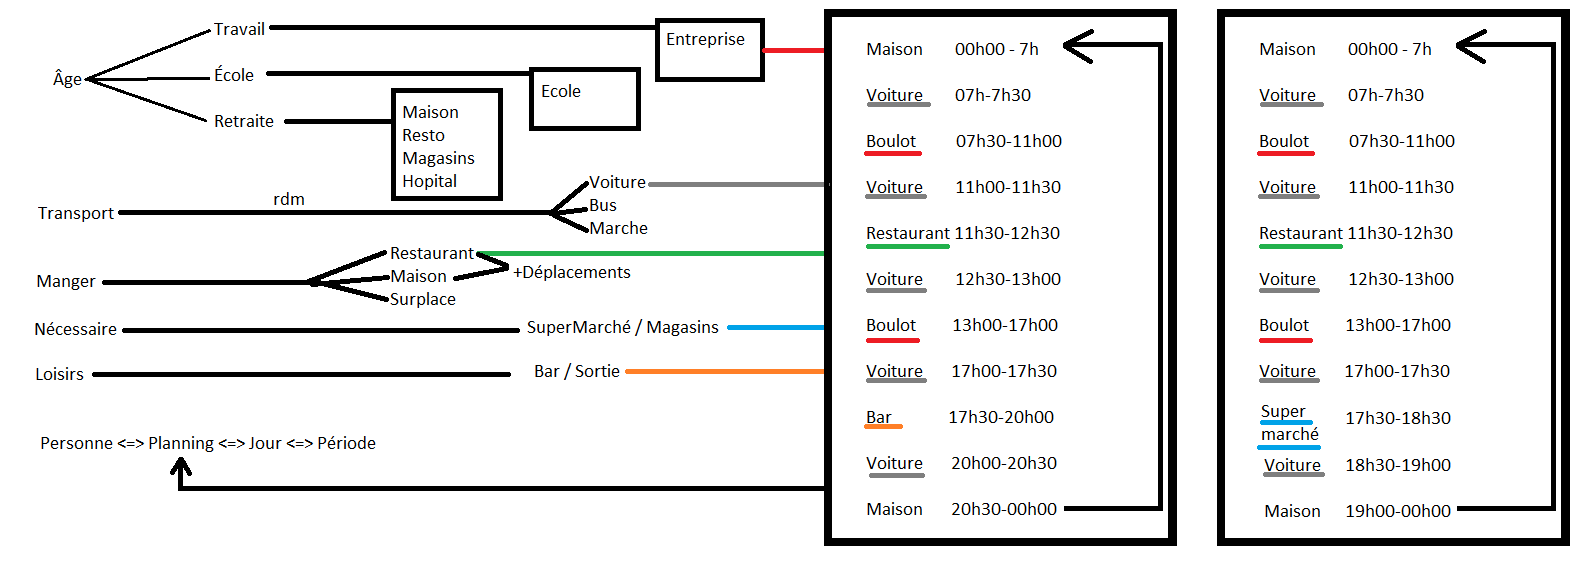 Travail
Âge
École
Retraite
Entreprise
Ecole
Maison
Resto
Magasins
Hopital
Transport
rdm
Voiture
Bus
Marche
Manger
Restaurant
Maison
Surplace
+Déplacements
Nécessaire
SuperMarché / Magasins
Loisirs
Bar / Sortie
Personne <=> Planning <=> Jour <=> Période
Maison 00h00 - 7h
Voiture 07h-7h30
Boulot 07h30-11h00
Voiture 11h00-11h30
Restaurant 11h30-12h30
Voiture 12h30-13h00
Boulot 13h00-17h00
Voiture 17h00-17h30
Bar 17h30-20h00
Voiture 20h00-20h30
Maison 20h30-00h00
Maison 00h00 - 7h
Voiture 07h-7h30
Boulot 07h30-11h00
Voiture 11h00-11h30
Restaurant 11h30-12h30
Voiture 12h30-13h00
Boulot 13h00-17h00
Voiture 17h00-17h30
Super 17h30-18h30
marché
Voiture 18h30-19h00
Maison 19h00-00h00